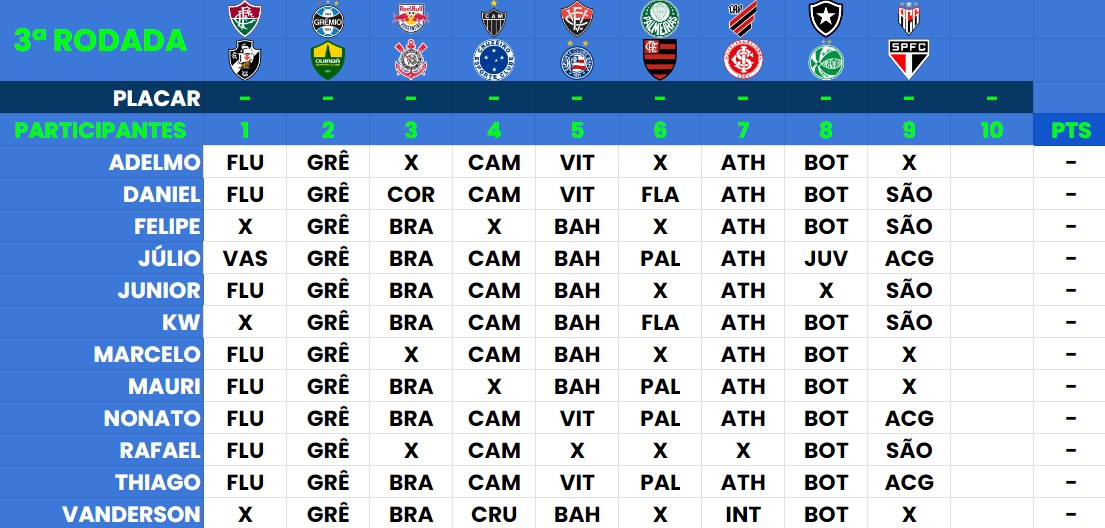 3ª RODADA
PLACAR - - - - - - - - - -
PARTICIPANTES 1 2 3 4 5 6 7 8 9 10 PTS
ADELMO FLU GRÊ X CAM VIT X ATH BOT X -
DANIEL FLU GRÊ COR CAM VIT FLA ATH BOT SÃO -
FELIPE X GRÊ BRA X BAH X ATH BOT SÃO -
JÚLIO VAS GRÊ BRA CAM BAH PAL ATH JUV ACG -
JUNIOR FLU GRÊ BRA CAM BAH X ATH X SÃO -
KW X GRÊ BRA CAM BAH FLA ATH BOT SÃO -
MARCELO FLU GRÊ X CAM BAH X ATH BOT X -
MAURI FLU GRÊ BRA X BAH PAL ATH BOT X -
NONATO FLU GRÊ BRA CAM VIT PAL ATH BOT ACG -
RAFAEL FLU GRÊ X CAM X X X BOT SÃO -
THIAGO FLU GRÊ BRA CAM VIT PAL ATH BOT ACG -
VANDERSON X GRÊ BRA CRU BAH X INT BOT X -